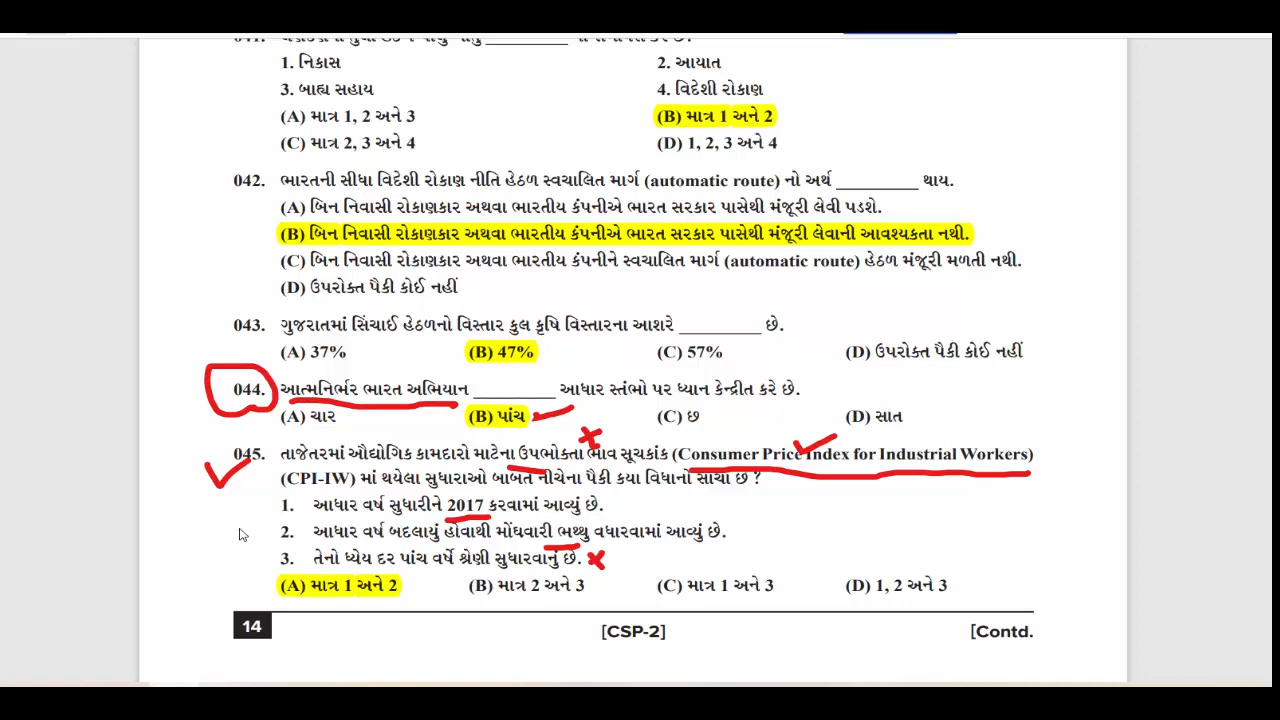 041.
1. નિકાસ 2. આયાત
3. બાહ્ય સહાય 4. વિદેશી રોકાણ
(A) માત્ર 1, 2 અને 3 (B) માત્ર 1 અને 2
(C) માત્ર 2, 3 અને 4 (D) 1, 2, 3 અને 4
042. ભારતની સીધા વિદેશી રોકાણ નીતિ હેઠળ સ્વચાલિત માર્ગ (automatic route) નો અર્થ _________ થાય.
(A) બિન નિવાસી રોકાણકાર અથવા ભારતીય કંપનીએ ભારત સરકાર પાસેથી મંજૂરી લેવી પડશે.
(B) બિન નિવાસી રોકાણકાર અથવા ભારતીય કંપનીએ ભારત સરકાર પાસેથી મંજૂરી લેવાની આવશ્યકતા નથી.
(C) બિન નિવાસી રોકાણકાર અથવા ભારતીય કંપનીને સ્વચાલિત માર્ગ (automatic route) હેઠળ મંજૂરી મળતી નથી.
(D) ઉપરોક્ત પૈકી કોઈ નહીં
043. ગુજરાતમાં સિંચાઈ હેઠળનો વિસ્તાર કુલ કૃષિ વિસ્તારના આશરે _________ છે.
(A) 37% (B) 47% (C) 57% (D) ઉપરોક્ત પૈકી કોઈ નહીં
044. આત્મનિર્ભર ભારત અભિયાન _________ આધાર સ્તંભો પર ધ્યાન કેન્દ્રીત કરે છે.
(A) ચાર (B) પાંચ (C) છ (D) સાત
045. તાજેતરમાં ઔદ્યોગિક કામદારો માટેના ઉપભોક્તા ભાવ સૂચકાંક (Consumer Price Index for Industrial Workers)
(CPI-IW) માં થયેલા સુધારાઓ બાબત નીચેના પૈકી કયા વિધાનો સાચા છે ?
1. આધાર વર્ષ સુધારીને 2017 કરવામાં આવ્યું છે.
2. આધાર વર્ષ બદલાયું હોવાથી મોંઘવારી ભથ્થુ વધારવામાં આવ્યું છે.
3. તેનો ધ્યેય દર પાંચ વર્ષે શ્રેણી સુધારવાનું છે.
(A) માત્ર 1 અને 2 (B) માત્ર 2 અને 3 (C) માત્ર 1 અને 3 (D) 1, 2 અને 3
14 [CSP-2] [Contd.